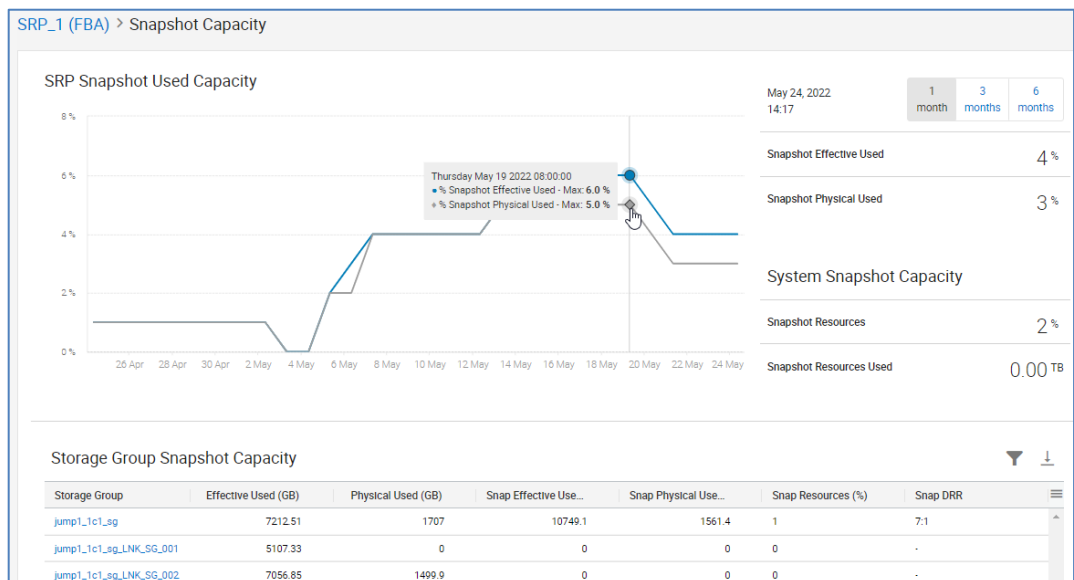 SRP_1 (FBA) > Snapshot Capacity
SRP Snapshot Used Capacity
May 24, 2022
14:17
1 month
3 months
6 months
8 %
6 %
4 %
2 %
0 %
Thursday May 19 2022 08:00:00
% Snapshot Effective Used - Max: 6.0 %
% Snapshot Physical Used - Max: 5.0 %
26 Apr 28 Apr 30 Apr 2 May 4 May 6 May 8 May 10 May 12 May 14 May 16 May 18 May 20 May 22 May 24 May
Snapshot Effective Used 4 %
Snapshot Physical Used 3 %
System Snapshot Capacity
Snapshot Resources 2 %
Snapshot Resources Used 0.00 TB
Storage Group Snapshot Capacity
Storage Group Effective Used (GB) Physical Used (GB) Snap Effective Use... Snap Physical Use... Snap Resources (%) Snap DRR
jump1_1c1_sg 7212.51 1707 10749.1 1561.4 1 7:1
jump1_1c1_sg_LNK_SG_001 5107.33 0 0 0 0 -
jump1_1c1_sg_LNK_SG_002 7056.85 1499.9 0 0 0 -